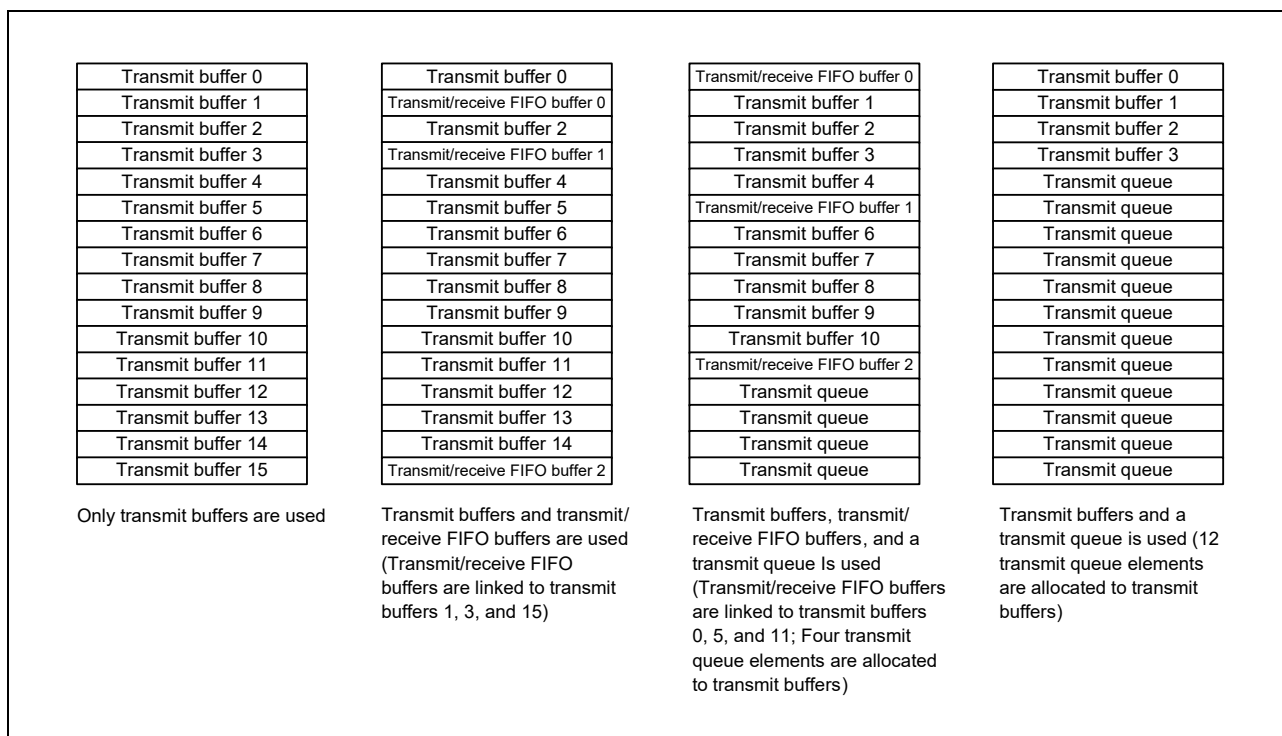 Transmit buffer 0
Transmit buffer 1
Transmit buffer 2
Transmit buffer 3
Transmit buffer 4
Transmit buffer 5
Transmit buffer 6
Transmit buffer 7
Transmit buffer 8
Transmit buffer 9
Transmit buffer 10
Transmit buffer 11
Transmit buffer 12
Transmit buffer 13
Transmit buffer 14
Transmit buffer 15
Only transmit buffers are used
Transmit buffer 0
Transmit/receive FIFO buffer 0
Transmit buffer 2
Transmit/receive FIFO buffer 1
Transmit buffer 4
Transmit buffer 5
Transmit buffer 6
Transmit buffer 7
Transmit buffer 8
Transmit buffer 9
Transmit buffer 10
Transmit buffer 11
Transmit buffer 12
Transmit buffer 13
Transmit buffer 14
Transmit/receive FIFO buffer 2
Transmit buffers and transmit/
receive FIFO buffers are used
(Transmit/receive FIFO
buffers are linked to transmit
buffers 1, 3, and 15)
Transmit/receive FIFO buffer 0
Transmit buffer 1
Transmit buffer 2
Transmit buffer 3
Transmit buffer 4
Transmit/receive FIFO buffer 1
Transmit buffer 6
Transmit buffer 7
Transmit buffer 8
Transmit buffer 9
Transmit buffer 10
Transmit/receive FIFO buffer 2
Transmit queue
Transmit queue
Transmit queue
Transmit queue
Transmit buffers, transmit/
receive FIFO buffers, and a
transmit queue Is used
(Transmit/receive FIFO buffers
are linked to transmit buffers
0, 5, and 11; Four transmit
queue elements are allocated
to transmit buffers)
Transmit buffer 0
Transmit buffer 1
Transmit buffer 2
Transmit buffer 3
Transmit queue
Transmit queue
Transmit queue
Transmit queue
Transmit queue
Transmit queue
Transmit queue
Transmit queue
Transmit queue
Transmit queue
Transmit queue
Transmit queue
Transmit buffers and a
transmit queue is used (12
transmit queue elements
are allocated to transmit
buffers)